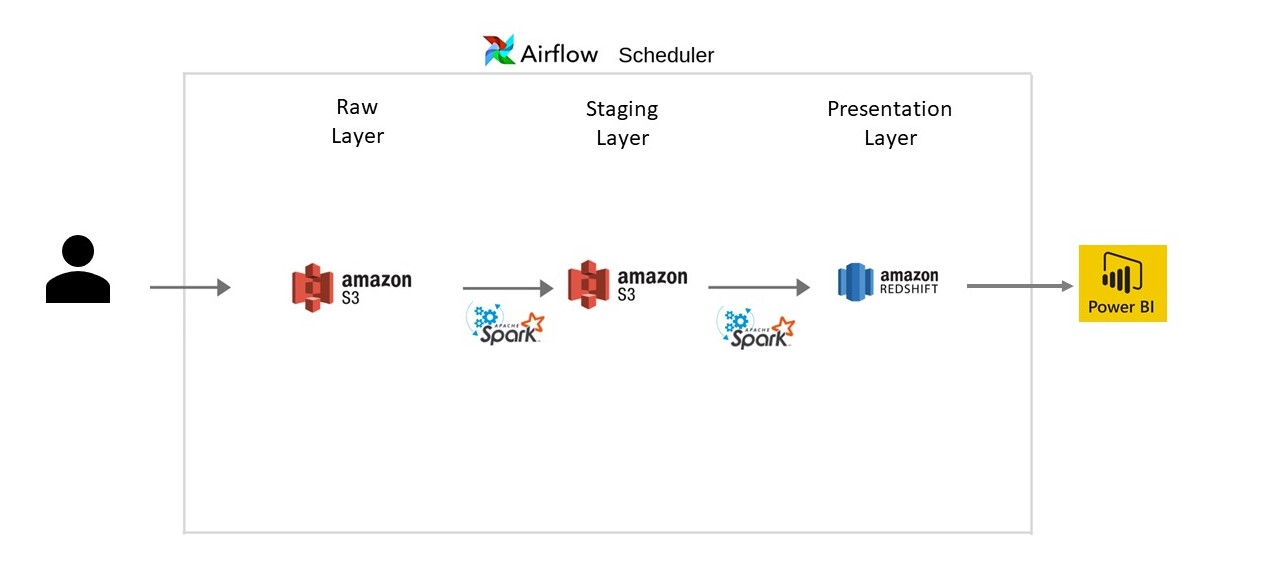 Airflow Scheduler
Raw
Layer
Staging
Layer
Presentation
Layer
amazon
S3
APACHE
Spark
amazon
S3
APACHE
Spark
amazon
REDSHIFT
Power BI